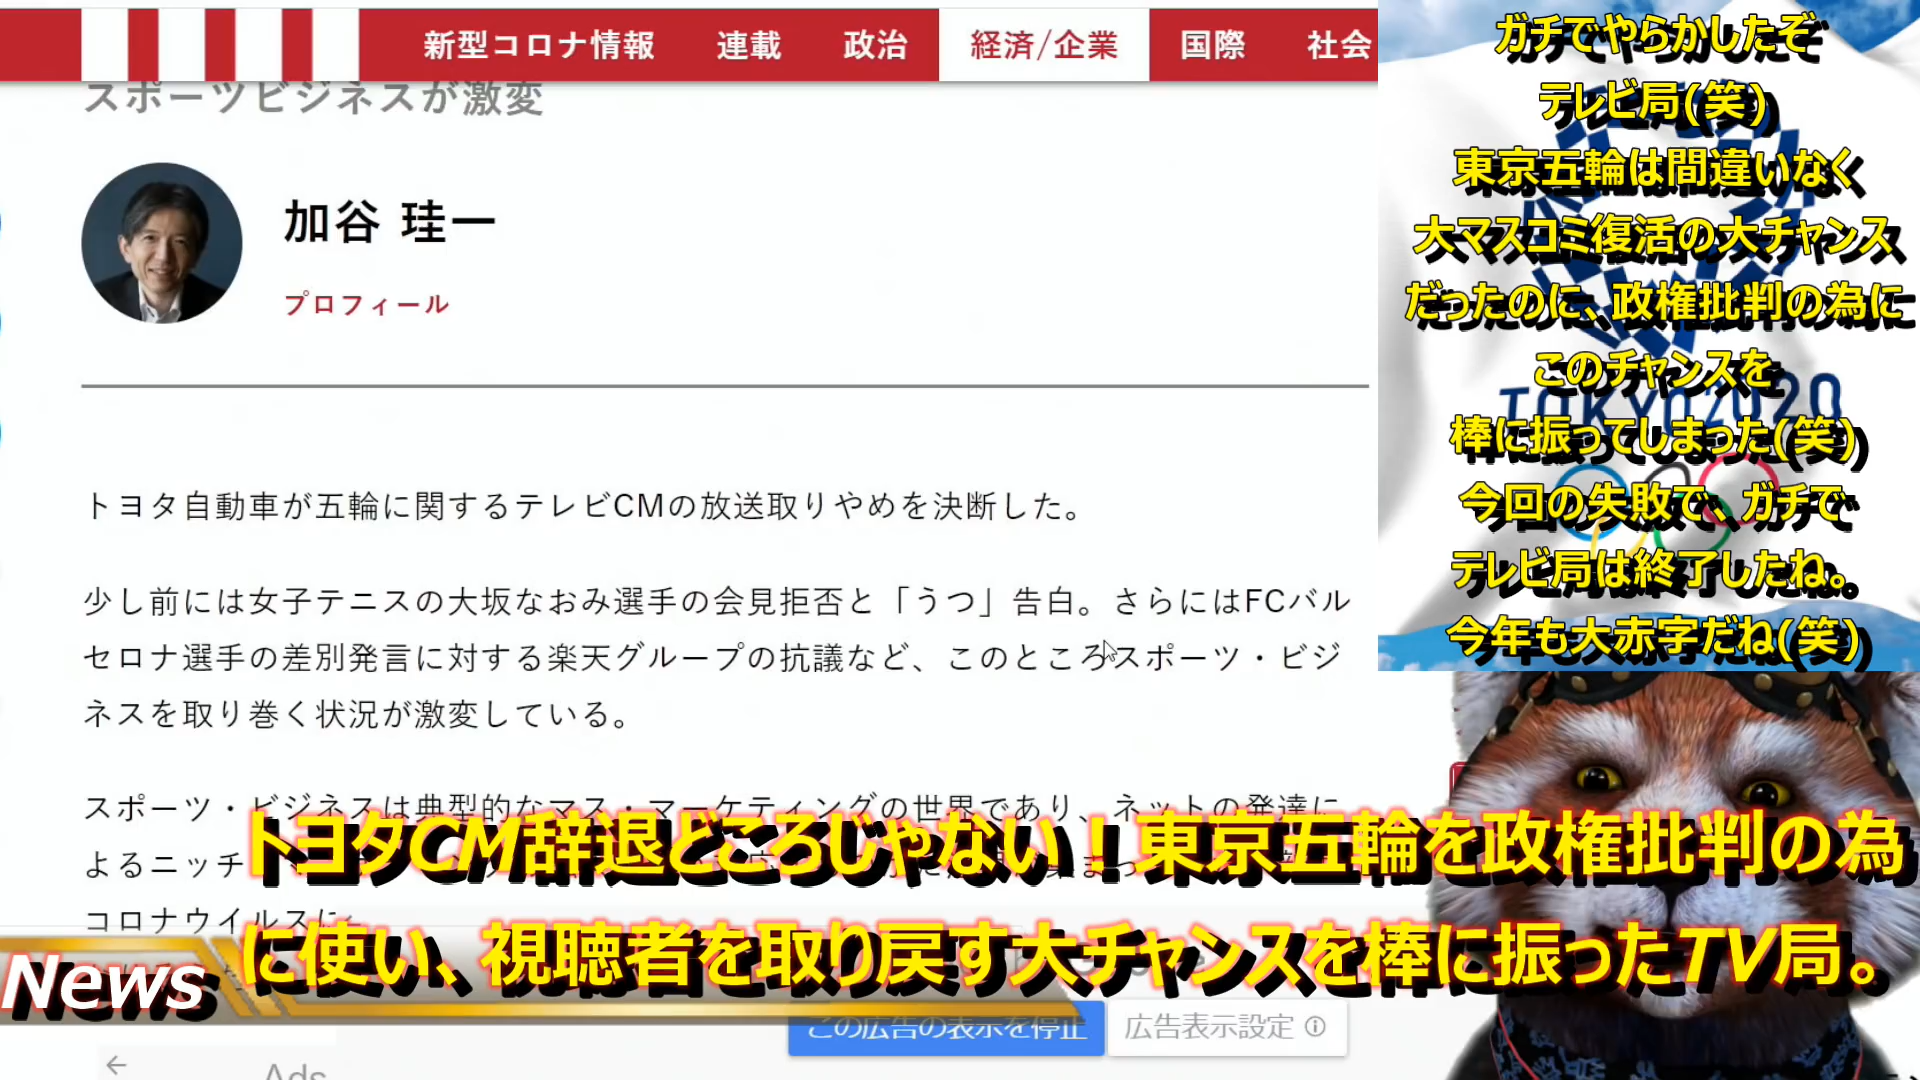 新型コロナ情報 連載 政治 経済/企業 国際 社会
スポーツビジネスが激変
加谷 珪一
プロフィール
トヨタ自動車が五輪に関するテレビCMの放送取りやめを決断した。
少し前には女子テニスの大坂なおみ選手の会見拒否と「うつ」告白。さらにはFCバル
セロナ選手の差別発言に対する楽天グループの抗議など、このところスポーツ・ビジ
ネスを取り巻く状況が激変している。
スポーツ・ビジネスは典型的なマス・マーケティングの世界であり、ネットの発達に
よるニッチ
コロナウイルスに
ガチでやらかしたぞ
テレビ局(笑)
東京五輪は間違いなく
大マスコミ復活の大チャンス
だったのに、政権批判の為に
このチャンスを
棒に振ってしまった(笑)
今回の失敗で、ガチで
テレビ局は終了したね。
今年も大赤字だね(笑)
TOKYO2020
トヨタCM辞退どころじゃない！東京五輪を政権批判の為
に使い、視聴者を取り戻す大チャンスを棒に振ったTV局。
News
この広告の表示を停止
広告表示設定
Ads